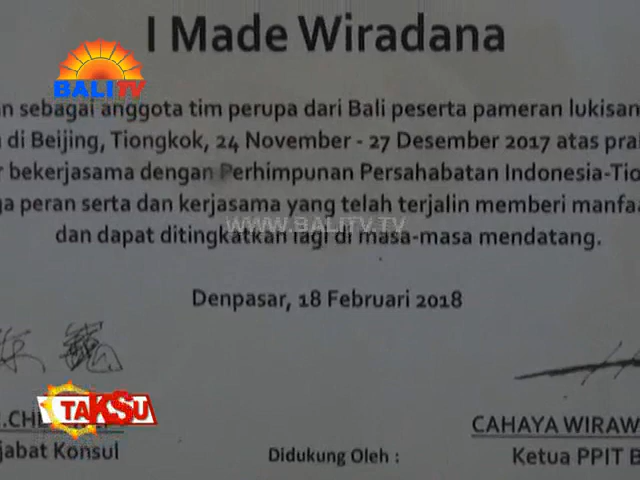 I Made Wiradana
BALI TV
n sebagai anggota tim perupa dari Bali peserta pameran lukisan
di Beijing, Tiongkok, 24 November - 27 Desember 2017 atas pra
bekerjasama dengan Perhimpunan Persahabatan Indonesia-Tio
ga peran serta dan kerjasama yang telah terjalin memberi manfaa
WWW.BALITV.TV
dan dapat ditingkatkan lagi di masa-masa mendatang.
Denpasar, 18 Februari 2018
TAKSU
CAHAYA WIRAW
jabat Konsul
Didukung Oleh :
Ketua PPIT B